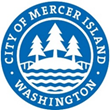 CITY OF MERCER ISLAND
WASHINGTON